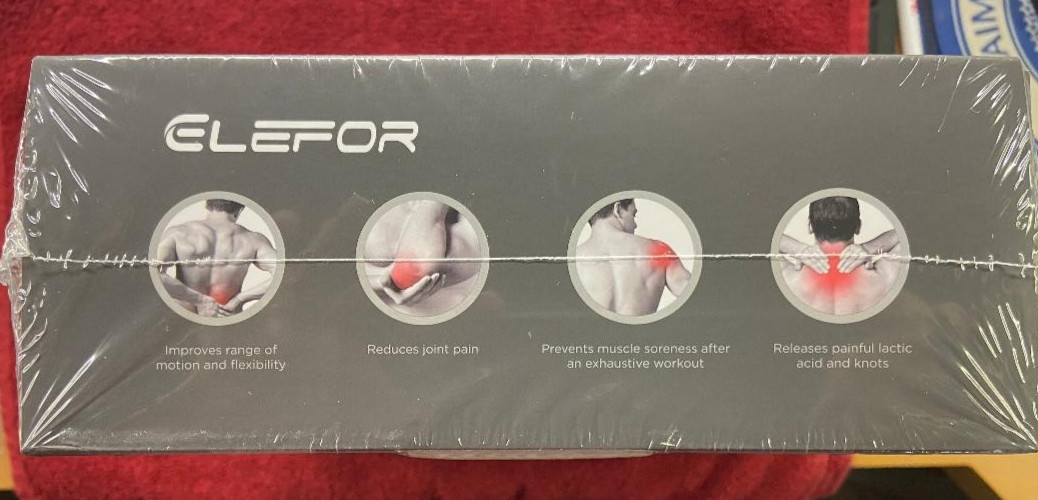 AIM
ELEFOR
Improves range of
motion and flexibility
Reduces joint pain
Prevents muscle soreness after
an exhaustive workout
Releases painful lactic
acid and knots